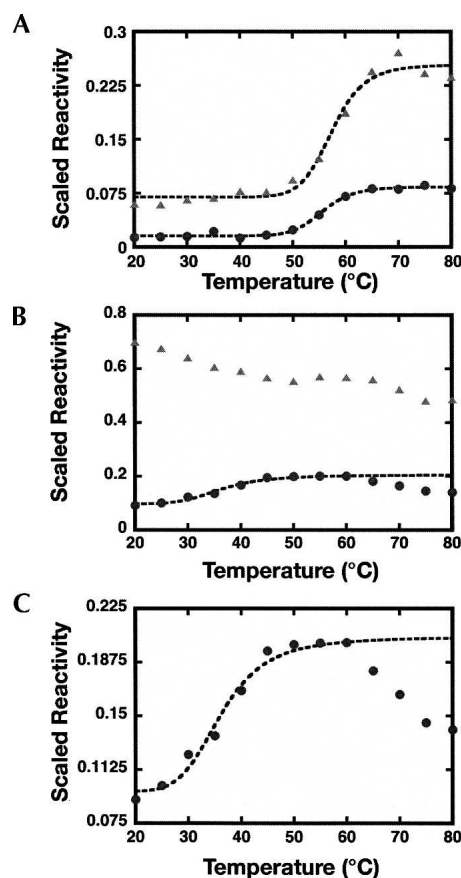 A
Scaled Reactivity
0.3
0.225
0.15
0.075
0
20 30 40 50 60 70 80
Temperature (°C)
B
Scaled Reactivity
0.8
0.6
0.4
0.2
0
20 30 40 50 60 70 80
Temperature (°C)
C
Scaled Reactivity
0.225
0.1875
0.15
0.1125
0.075
20 30 40 50 60 70 80
Temperature (°C)